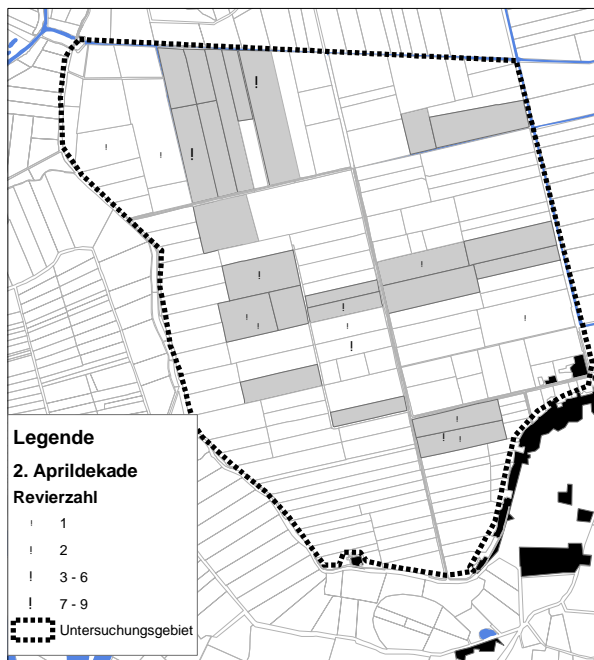 Legende
2. Aprildekade
Revierzahl
1
2
3 - 6
7 - 9
Untersuchungsgebiet